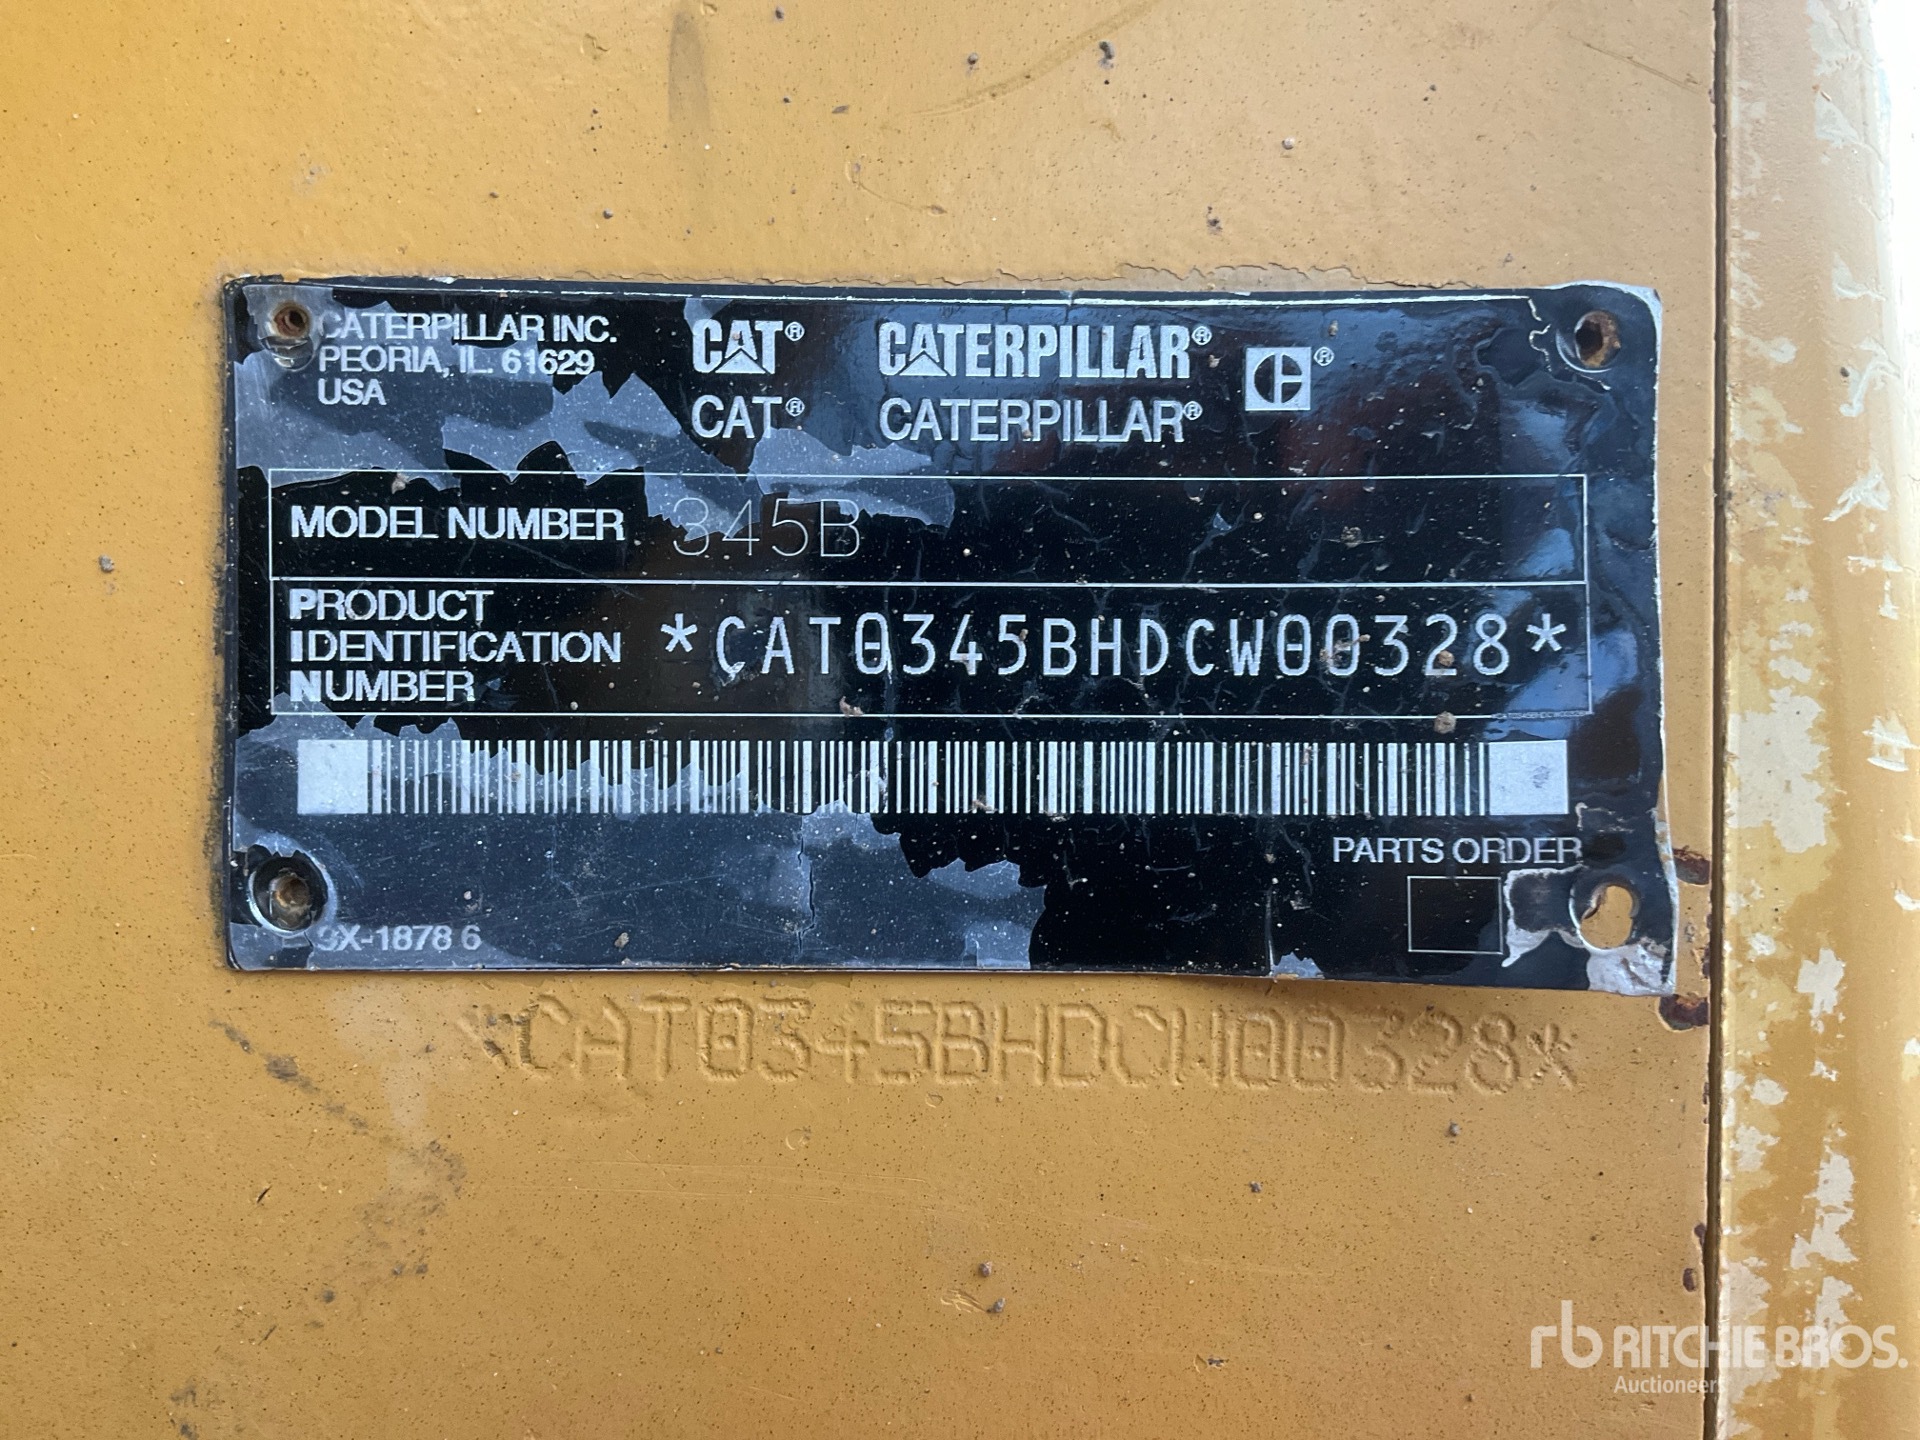 CATERPILLAR INC.
PEORIA, IL. 61629
USA
CAT® CATERPILLAR® C®
CAT® CATERPILLAR®
MODEL NUMBER 345B
PRODUCT
IDENTIFICATION
NUMBER
*CAT0345BHDCW00328*
PARTS ORDER
9X-1878 6
*CAT0345BHDCW00328*
rb RITCHIE BROS.
Auctioneers